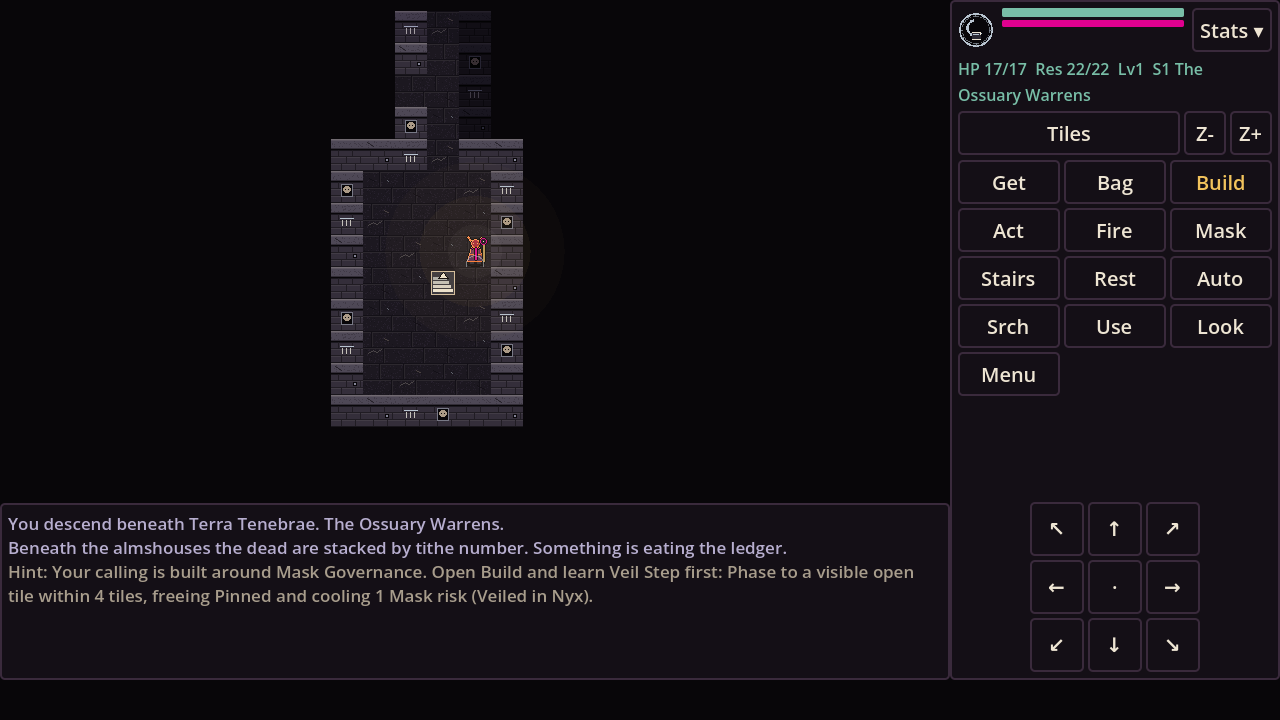 Stats ▾
HP 17/17 Res 22/22 Lv1 S1 The
Ossuary Warrens
Tiles Z- Z+
Get Bag Build
Act Fire Mask
Stairs Rest Auto
Srch Use Look
Menu
You descend beneath Terra Tenebrae. The Ossuary Warrens.
Beneath the almshouses the dead are stacked by tithe number. Something is eating the ledger.
Hint: Your calling is built around Mask Governance. Open Build and learn Veil Step first: Phase to a visible open
tile within 4 tiles, freeing Pinned and cooling 1 Mask risk (Veiled in Nyx).
↖ ↑ ↗
← · →
↙ ↓ ↘